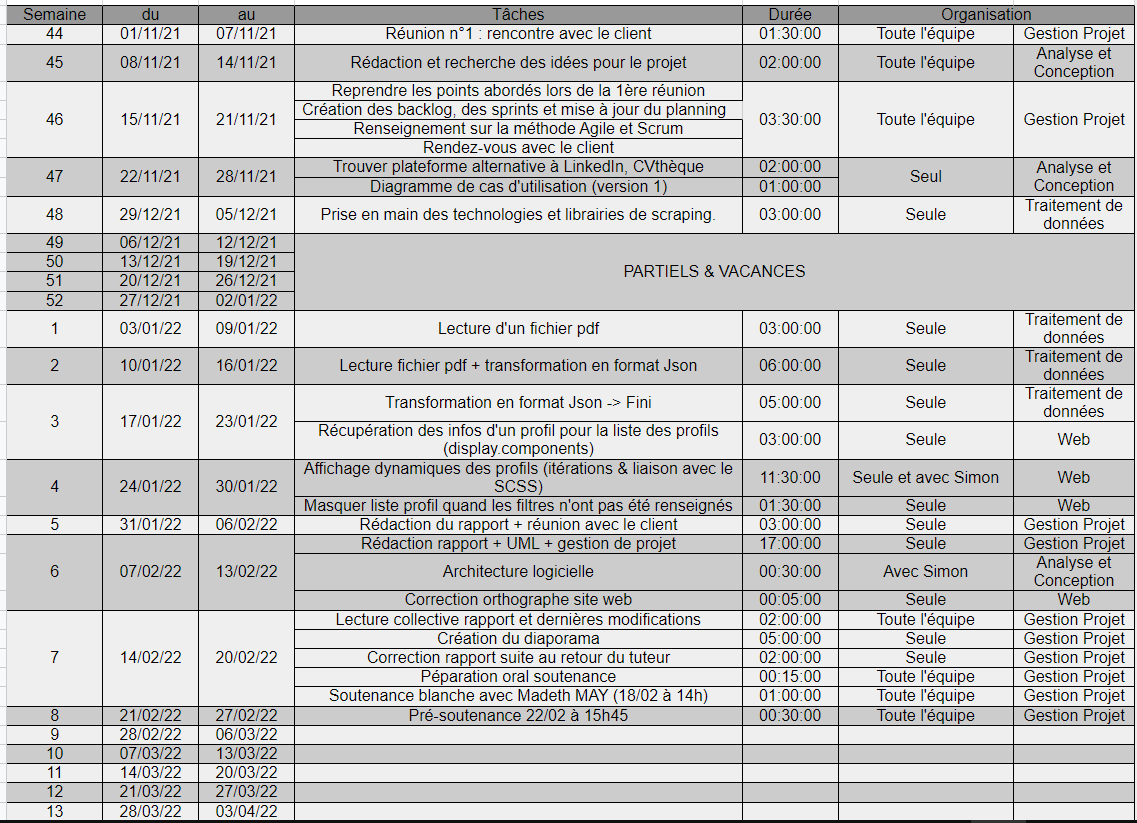 Semaine du au Tâches Durée Organisation
44 01/11/21 07/11/21 Réunion n°1 : rencontre avec le client 01:30:00 Toute l'équipe Gestion Projet
45 08/11/21 14/11/21 Rédaction et recherche des idées pour le projet 02:00:00 Toute l'équipe Analyse et
Conception
46 15/11/21 21/11/21 Reprendre les points abordés lors de la 1ère réunion 03:30:00 Toute l'équipe Gestion Projet
Création des backlog, des sprints et mise à jour du planning
Renseignement sur la méthode Agile et Scrum
Rendez-vous avec le client
47 22/11/21 28/11/21 Trouver plateforme alternative à LinkedIn, CVthèque 02:00:00 Seul Analyse et
Conception
Diagramme de cas d'utilisation (version 1) 01:00:00
48 29/12/21 05/12/21 Prise en main des technologies et librairies de scraping. 03:00:00 Seule Traitement de
données
49 06/12/21 12/12/21
50 13/12/21 19/12/21
PARTIELS & VACANCES
51 20/12/21 26/12/21
52 27/12/21 02/01/22
1 03/01/22 09/01/22 Lecture d'un fichier pdf 03:00:00 Seule Traitement de
données
2 10/01/22 16/01/22 Lecture fichier pdf + transformation en format Json 06:00:00 Seule Traitement de
données
3 17/01/22 23/01/22 Transformation en format Json -> Fini 05:00:00 Seule Traitement de
données
Récupération des infos d'un profil pour la liste des profils
(display.components) 03:00:00 Seule Web
4 24/01/22 30/01/22 Affichage dynamiques des profils (itérations & liaison avec le
SCSS) 11:30:00 Seule et avec Simon Web
Masquer liste profil quand les filtres n'ont pas été renseignés 01:30:00 Seule Web
5 31/01/22 06/02/22 Rédaction du rapport + réunion avec le client 03:00:00 Seule Gestion Projet
6 07/02/22 13/02/22 Rédaction rapport + UML + gestion de projet 17:00:00 Seule Gestion Projet
Architecture logicielle 00:30:00 Avec Simon Analyse et
Conception
Correction orthographe site web 00:05:00 Seule Web
7 14/02/22 20/02/22 Lecture collective rapport et dernières modifications 02:00:00 Toute l'équipe Gestion Projet
Création du diaporama 05:00:00 Seule Gestion Projet
Correction rapport suite au retour du tuteur 02:00:00 Seule Gestion Projet
Péparation oral soutenance 00:15:00 Toute l'équipe Gestion Projet
Soutenance blanche avec Madeth MAY (18/02 à 14h) 01:00:00 Toute l'équipe Gestion Projet
8 21/02/22 27/02/22 Pré-soutenance 22/02 à 15h45 00:30:00 Toute l'équipe Gestion Projet
9 28/02/22 06/03/22
10 07/03/22 13/03/22
11 14/03/22 20/03/22
12 21/03/22 27/03/22
13 28/03/22 03/04/22